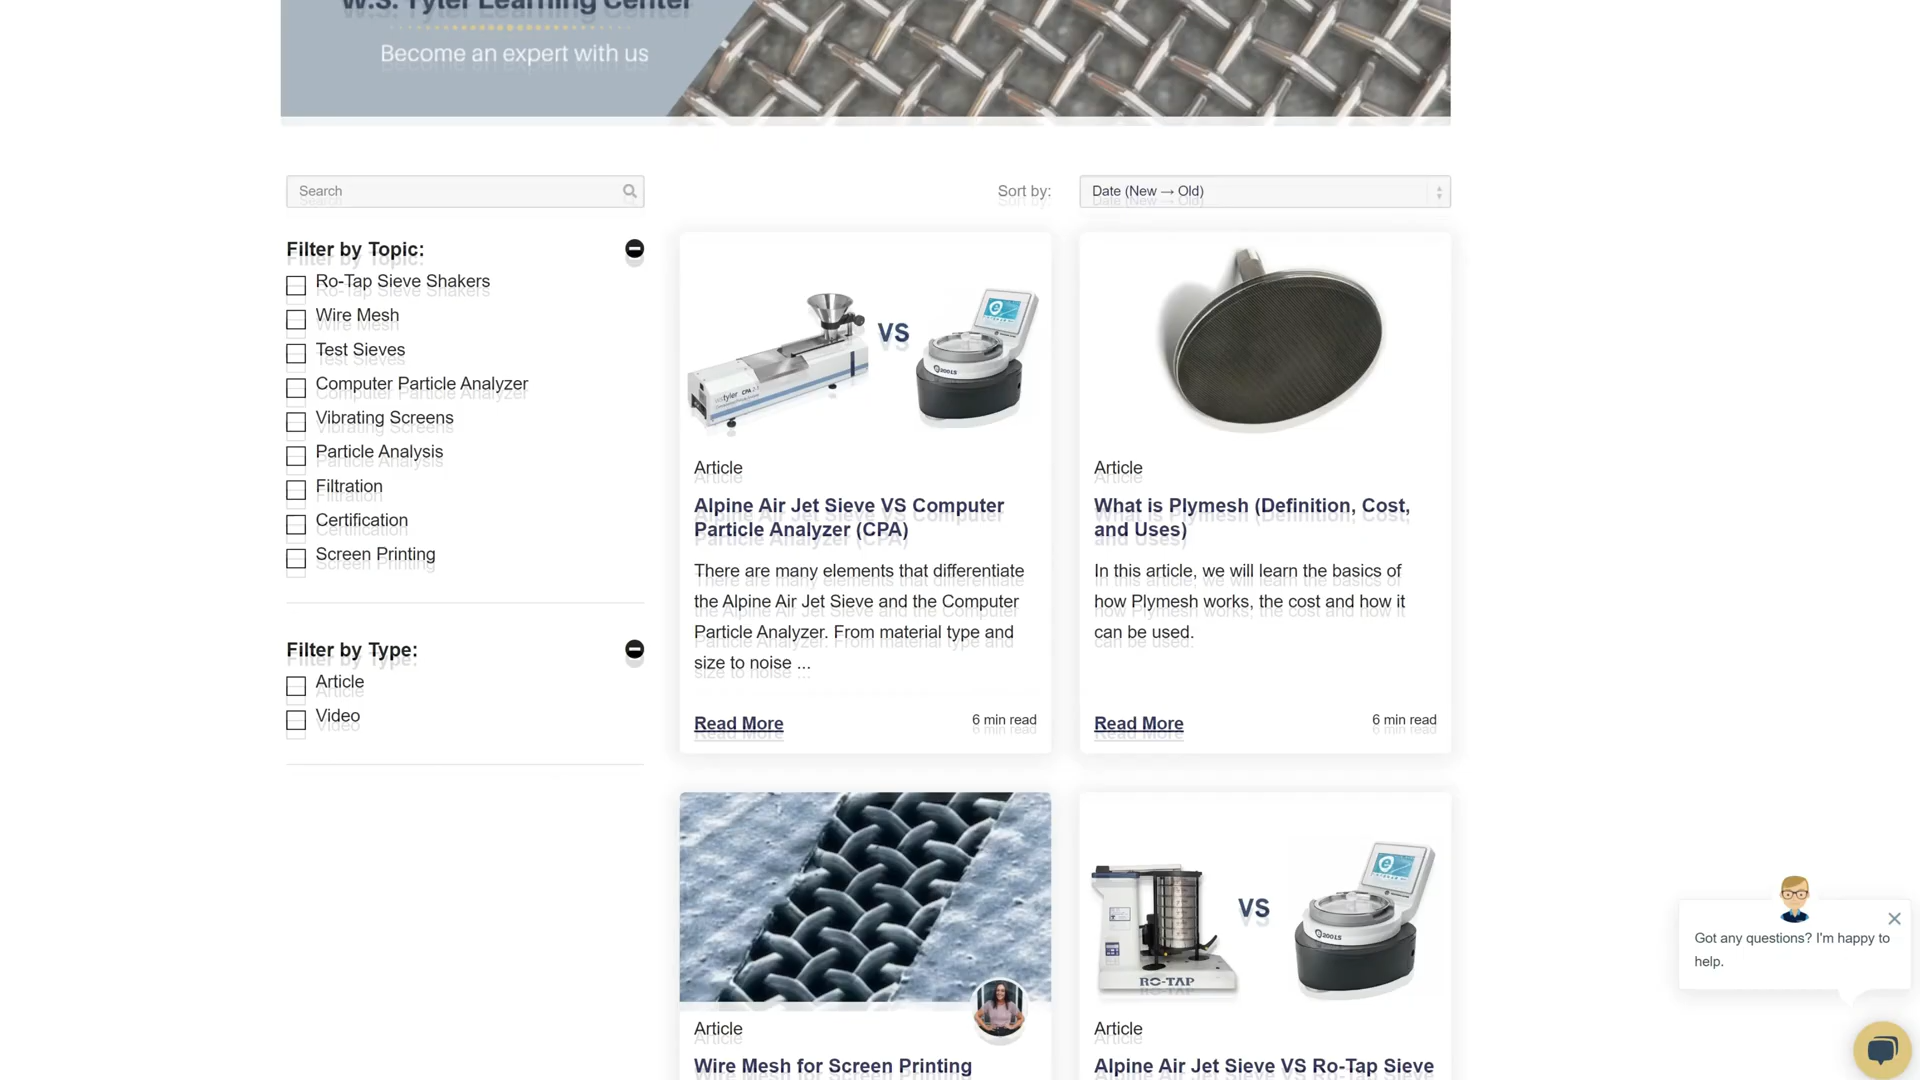 W.S. Tyler Learning Center
Become an expert with us
Search
Sort by:
Date (New → Old)
Filter by Topic:
Ro-Tap Sieve Shakers
Wire Mesh
Test Sieves
Computer Particle Analyzer
Vibrating Screens
Particle Analysis
Filtration
Certification
Screen Printing
Filter by Type:
Article
Video
VS
Article
Alpine Air Jet Sieve VS Computer
Particle Analyzer (CPA)
There are many elements that differentiate
the Alpine Air Jet Sieve and the Computer
Particle Analyzer. From material type and
size to noise ...
Read More
6 min read
Article
What is Plymesh (Definition, Cost,
and Uses)
In this article, we will learn the basics of
how Plymesh works, the cost and how it
can be used.
Read More
6 min read
Article
Wire Mesh for Screen Printing
VS
RO-TAP
Article
Alpine Air Jet Sieve VS Ro-Tap Sieve
Got any questions? I'm happy to
help.